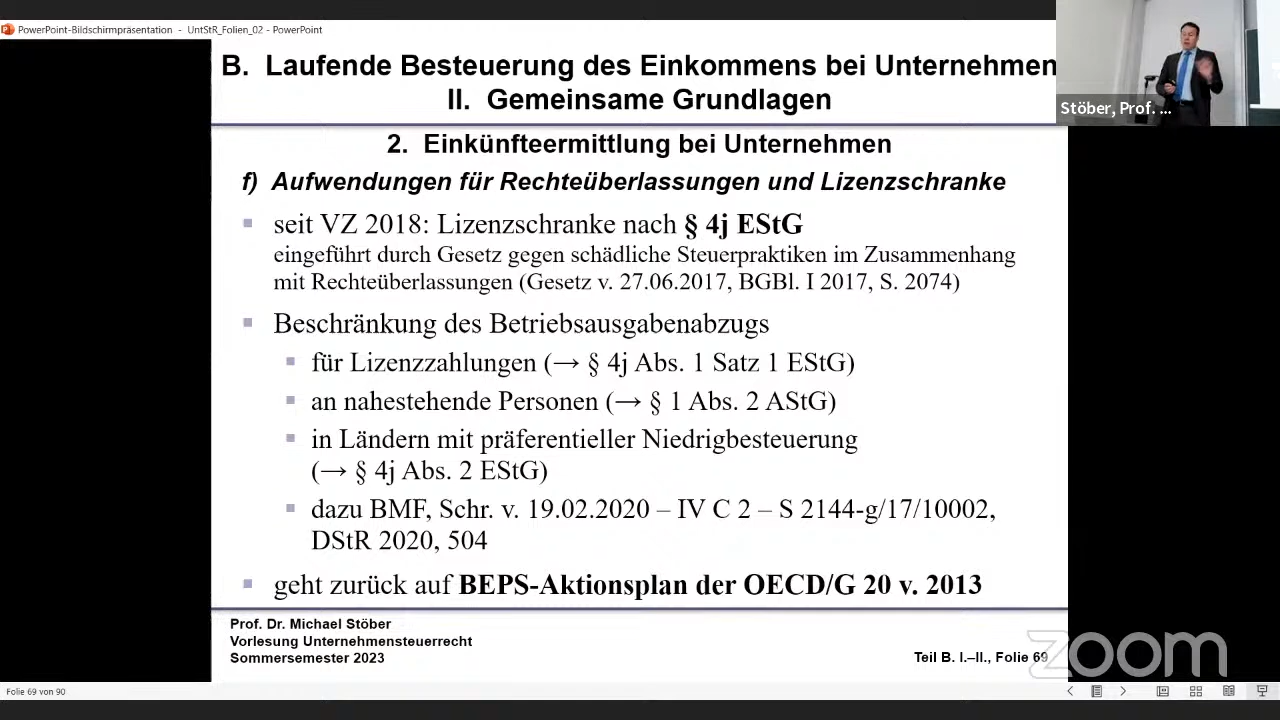 PowerPoint-Bildschirmpräsentation - UntStR_Folien_02 - PowerPoint
B. Laufende Besteuerung des Einkommens bei Unternehmen
II. Gemeinsame Grundlagen
Stöber, Prof. ...
2. Einkünfteermittlung bei Unternehmen
f) Aufwendungen für Rechteüberlassungen und Lizenzschranke
seit VZ 2018: Lizenzschranke nach § 4j EStG
eingeführt durch Gesetz gegen schädliche Steuerpraktiken im Zusammenhang
mit Rechteüberlassungen (Gesetz v. 27.06.2017, BGBl. I 2017, S. 2074)
Beschränkung des Betriebsausgabenabzugs
für Lizenzzahlungen (→ § 4j Abs. 1 Satz 1 EStG)
an nahestehende Personen (→ § 1 Abs. 2 AStG)
in Ländern mit präferentieller Niedrigbesteuerung
(→ § 4j Abs. 2 EStG)
dazu BMF, Schr. v. 19.02.2020 – IV C 2 – S 2144-g/17/10002,
DStR 2020, 504
geht zurück auf BEPS-Aktionsplan der OECD/G 20 v. 2013
Prof. Dr. Michael Stöber
Vorlesung Unternehmensteuerrecht
Sommersemester 2023
Teil B. I.–II., Folie 69
zoom
Folie 69 von 90